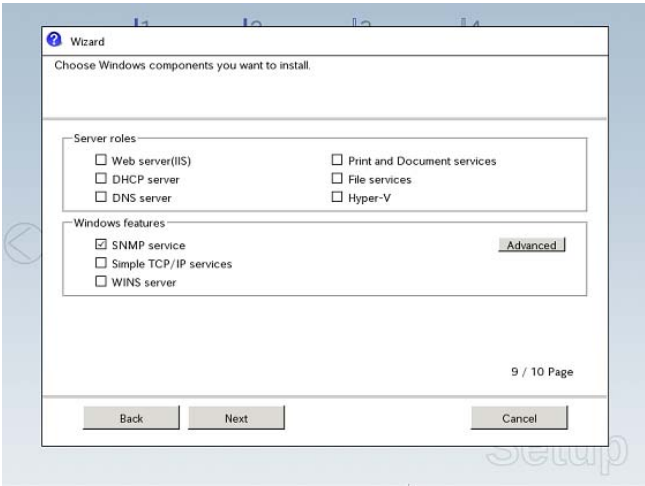 Wizard
Choose Windows components you want to install.
Server roles
Web server(IIS)
Print and Document services
DHCP server
File services
DNS server
Hyper-V
Windows features
SNMP service
Advanced
Simple TCP/IP services
WINS server
9 / 10 Page
Back
Next
Cancel
Setup